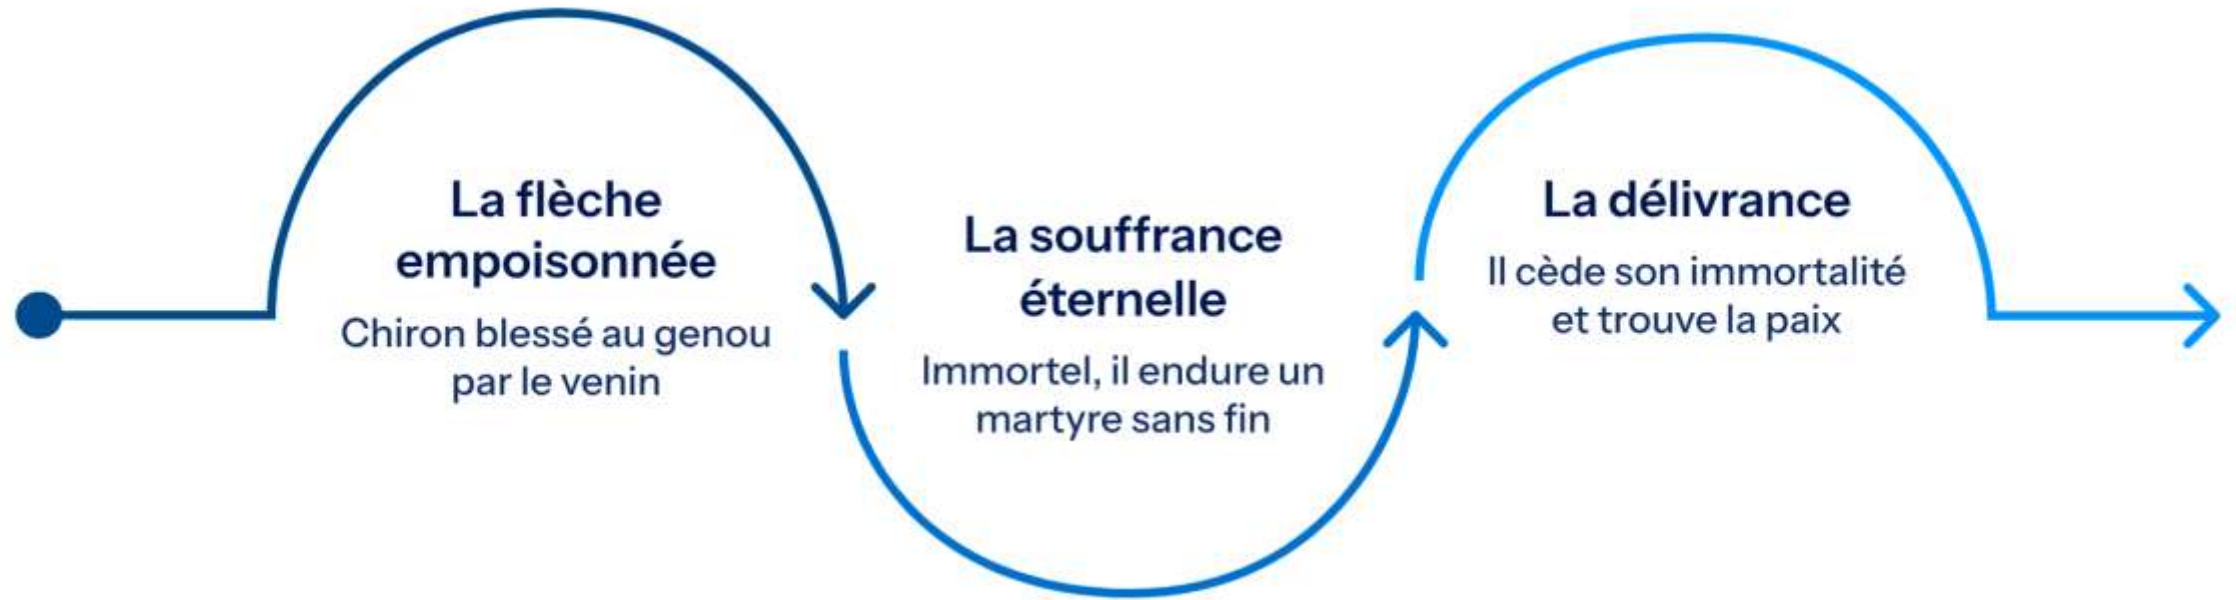 La flèche
empoisonnée
Chiron blessé au genou
par le venin
La souffrance
éternelle
Immortel, il endure un
martyre sans fin
La délivrance
Il cède son immortalité
et trouve la paix